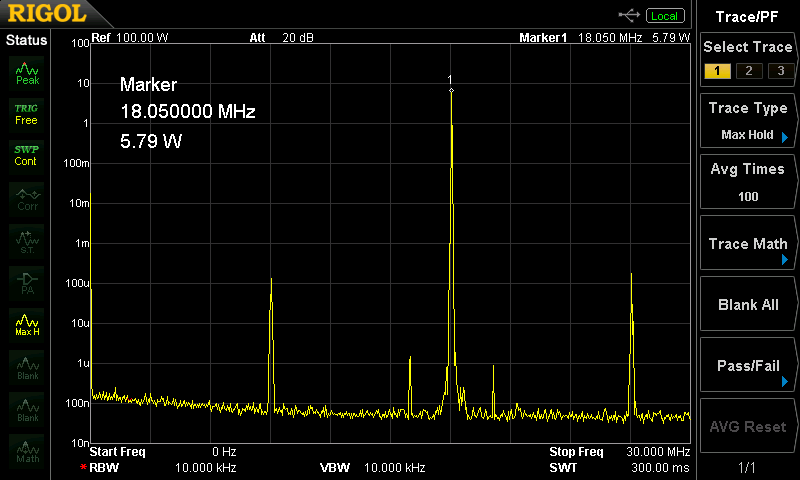 RIGOL
Local
Trace/PF
Status
Ref 100.00 W Att 20 dB Marker1 18.050 MHz 5.79 W
Select Trace
1 2 3
Peak
TRIG
Free
SWP
Cont
Corr
S.T.
PA
Max H
Blank
Blank
Math
100
10
1
100m
10m
1m
100u
10u
1u
100n
10n
Marker
18.050000 MHz
5.79 W
1
Trace Type
Max Hold
Avg Times
100
Trace Math
Blank All
Pass/Fail
AVG Reset
1/1
Start Freq 0 Hz Stop Freq 30.000 MHz
RBW 10.000 kHz VBW 10.000 kHz SWT 300.00 ms